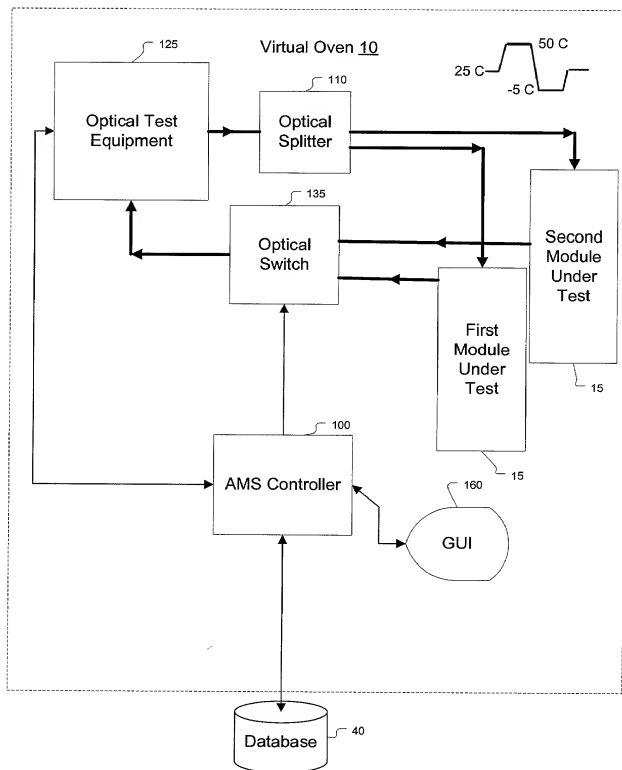 125
Virtual Oven 10
50 C
25 C
-5 C
110
Optical Test
Equipment
Optical
Splitter
135
Optical
Switch
Second
Module
Under
Test
First
Module
Under
Test
15
15
100
AMS Controller
160
GUI
Database
40